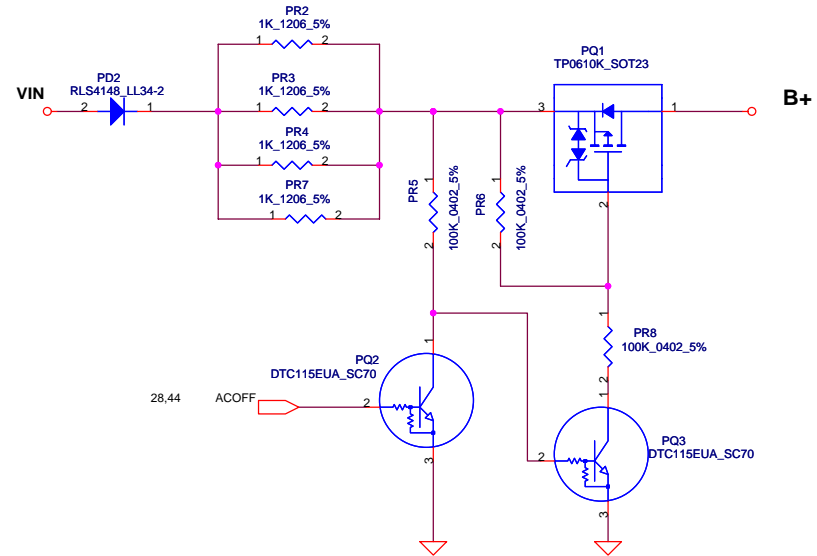 PR2
1K_1206_5%
1
2
PQ1
TP0610K_SOT23
PD2
RLS4148_LL34-2
VIN
2
1
PR3
1K_1206_5%
1
2
3
1
B+
PR4
1K_1206_5%
1
2
PR7
1K_1206_5%
1
2
1
PR5
100K_0402_5%
2
1
PR6
100K_0402_5%
2
2
1
PR8
100K_0402_5%
2
1
PQ2
DTC115EUA_SC70
28,44
ACOFF
2
3
1
PQ3
DTC115EUA_SC70
2
3